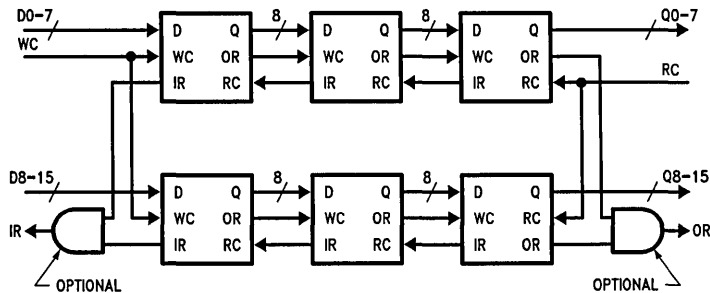 D0-7 8 8 Q0-7
D Q D Q D Q
WC
WC OR WC OR WC OR
IR RC IR RC IR RC RC
D8-15 8 8 Q8-15
D Q D Q D Q
WC OR WC OR WC RC
IR IR RC IR RC IR OR OR
OPTIONAL OPTIONAL